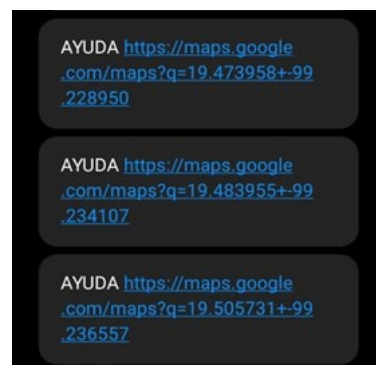 AYUDA https://maps.google
.com/maps?q=19.473958+-99
.228950
AYUDA https://maps.google
.com/maps?q=19.483955+-99
.234107
AYUDA https://maps.google
.com/maps?q=19.505731+-99
.236557